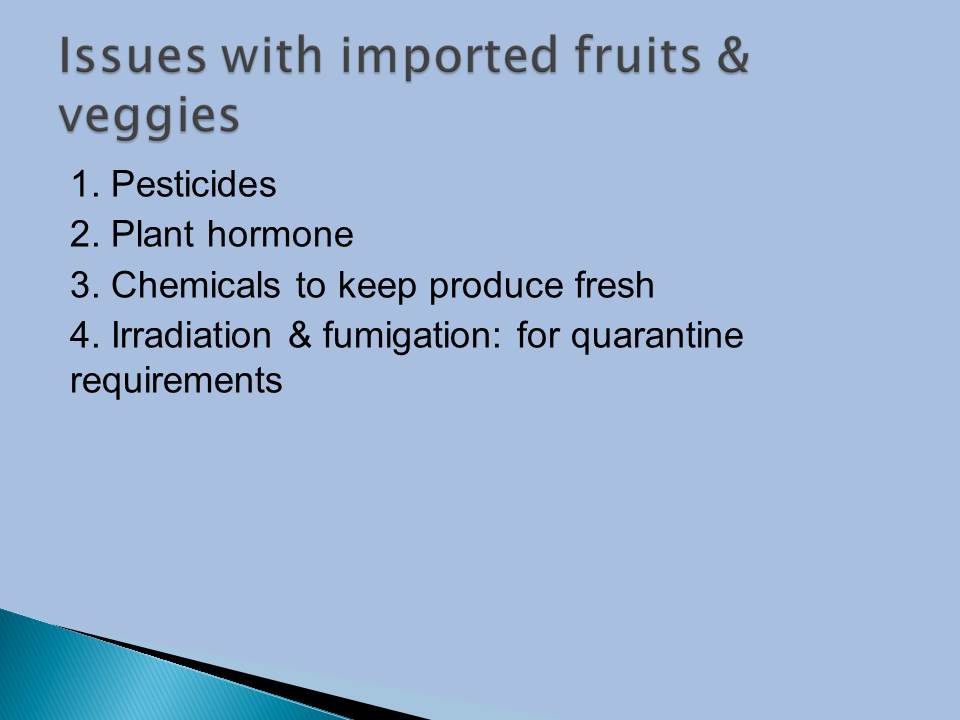 Issues with imported fruits &
veggies
1. Pesticides
2. Plant hormone
3. Chemicals to keep produce fresh
4. Irradiation & fumigation: for quarantine
requirements